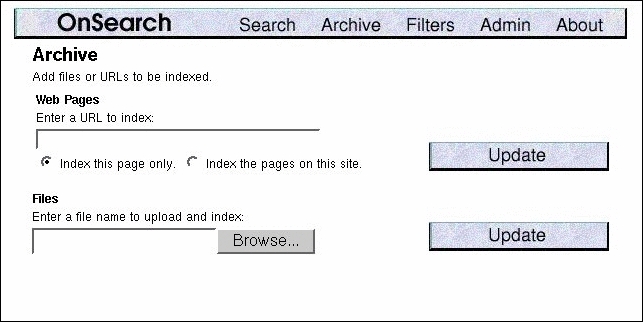 OnSearch Search Archive Filters Admin About
Archive
Add files or URLs to be indexed.
Web Pages
Enter a URL to index:
Index this page only. Index the pages on this site.
Update
Files
Enter a file name to upload and index:
Browse... Update